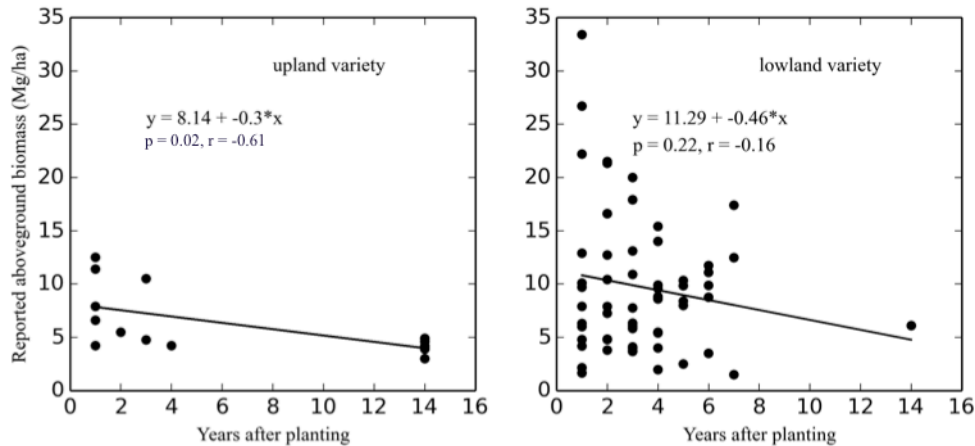 Reported aboveground biomass (Mg/ha)
35
30
25
20
15
10
5
0
upland variety
y = 8.14 + -0.3*x
p = 0.02, r = -0.61
0 2 4 6 8 10 12 14 16
Years after planting
35
30
25
20
15
10
5
0
lowland variety
y = 11.29 + -0.46*x
p = 0.22, r = -0.16
0 2 4 6 8 10 12 14 16
Years after planting